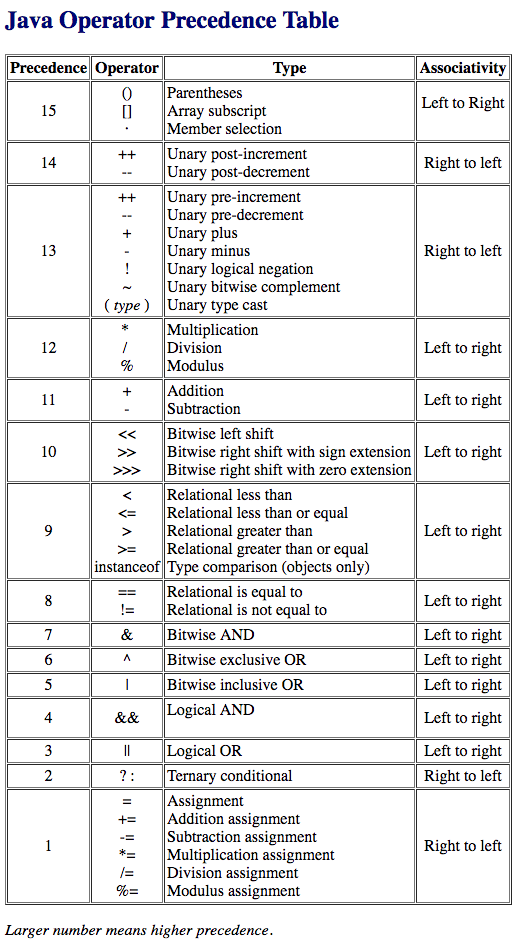 Java Operator Precedence Table
Precedence Operator Type Associativity
15 () Parentheses Left to Right
[] Array subscript
· Member selection
14 ++ Unary post-increment Right to left
-- Unary post-decrement
13 ++ Unary pre-increment Right to left
-- Unary pre-decrement
+ Unary plus
- Unary minus
! Unary logical negation
~ Unary bitwise complement
( type ) Unary type cast
12 * Multiplication Left to right
/ Division
% Modulus
11 + Addition Left to right
- Subtraction
10 << Bitwise left shift Left to right
>> Bitwise right shift with sign extension
>>> Bitwise right shift with zero extension
9 < Relational less than Left to right
<= Relational less than or equal
> Relational greater than
>= Relational greater than or equal
instanceof Type comparison (objects only)
8 == Relational is equal to Left to right
!= Relational is not equal to
7 & Bitwise AND Left to right
6 ^ Bitwise exclusive OR Left to right
5 | Bitwise inclusive OR Left to right
4 && Logical AND Left to right
3 || Logical OR Left to right
2 ? : Ternary conditional Right to left
1 = Assignment Right to left
+= Addition assignment
-= Subtraction assignment
*= Multiplication assignment
/= Division assignment
%= Modulus assignment
Larger number means higher precedence.